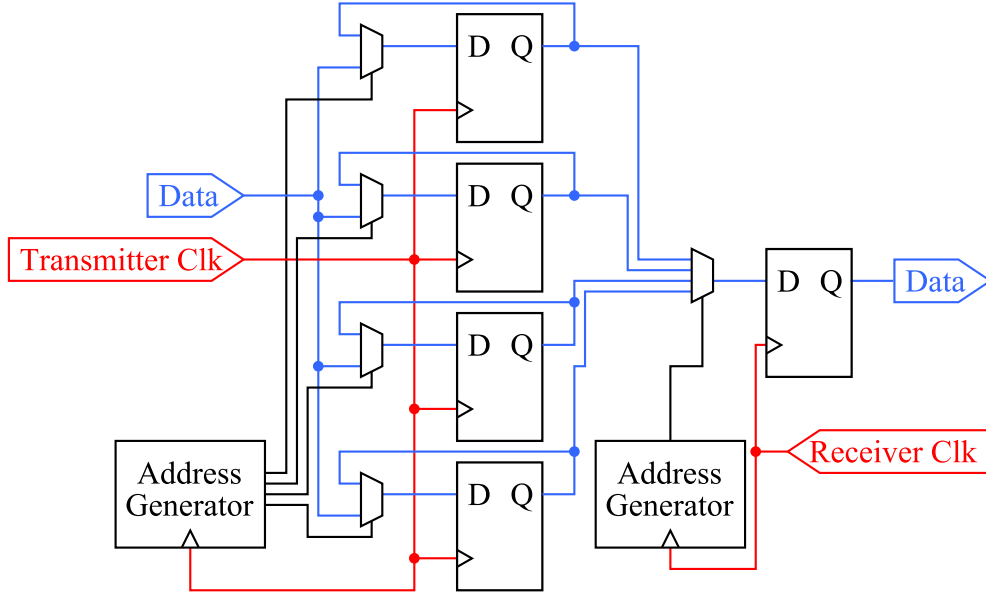 D Q
Data
D Q
Transmitter Clk
D Q
Data
D Q
Receiver Clk
Address
Generator
Address
Generator
D Q